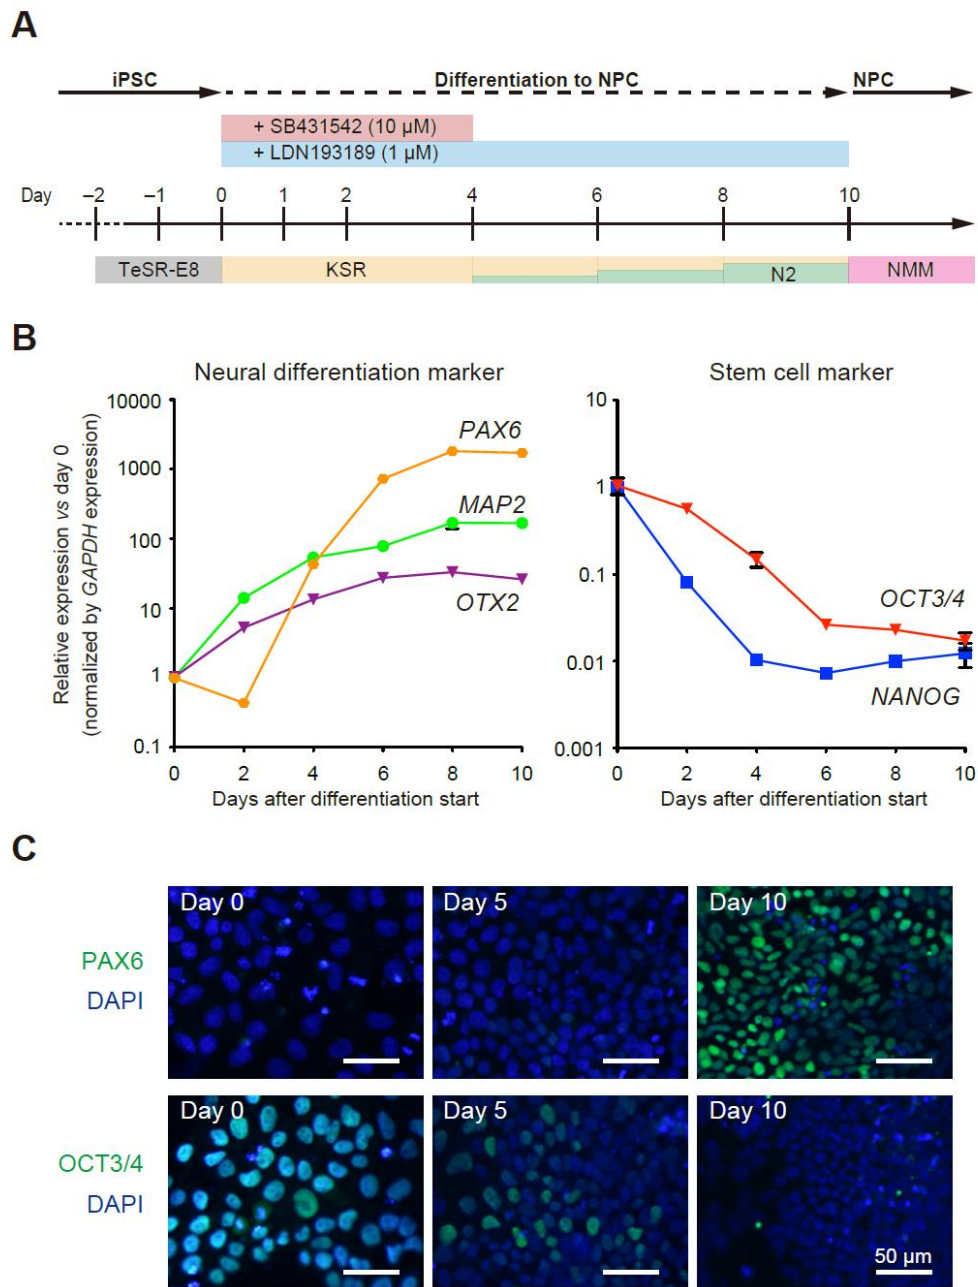 A
iPSC Differentiation to NPC NPC
+ SB431542 (10 µM)
+ LDN193189 (1 µM)
Day –2 –1 0 1 2 4 6 8 10
TeSR-E8 KSR N2 NMM
B
Neural differentiation marker
Relative expression vs day 0
(normalized by GAPDH expression)
10000
1000
100
10
1
0.1
PAX6
MAP2
OTX2
0 2 4 6 8 10
Days after differentiation start
Stem cell marker
10
1
0.1
0.01
0.001
OCT3/4
NANOG
0 2 4 6 8 10
Days after differentiation start
C
PAX6
DAPI
Day 0 Day 5 Day 10
OCT3/4
DAPI
Day 0 Day 5 Day 10
50 µm